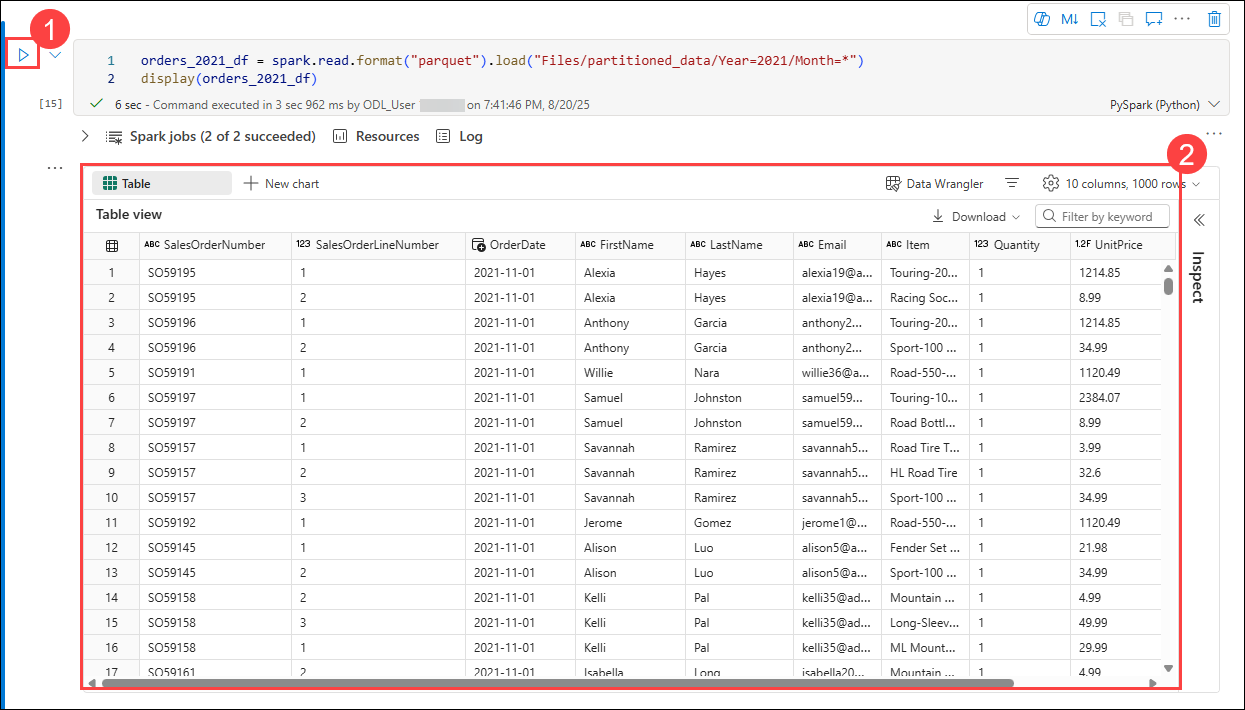 1
M↓
1 orders_2021_df = spark.read.format("parquet").load("Files/partitioned_data/Year=2021/Month=*")
2 display(orders_2021_df)
[15] 6 sec - Command executed in 3 sec 962 ms by ODL_User on 7:41:46 PM, 8/20/25 PySpark (Python)
Spark jobs (2 of 2 succeeded) Resources Log
2
Table New chart Data Wrangler 10 columns, 1000 rows
Table view Download Filter by keyword
ABC SalesOrderNumber 123 SalesOrderLineNumber OrderDate ABC FirstName ABC LastName ABC Email ABC Item 123 Quantity 1.2F UnitPrice
1 SO59195 1 2021-11-01 Alexia Hayes alexia19@a... Touring-20... 1 1214.85
2 SO59195 2 2021-11-01 Alexia Hayes alexia19@a... Racing Soc... 1 8.99
3 SO59196 1 2021-11-01 Anthony Garcia anthony2... Touring-20... 1 1214.85
4 SO59196 2 2021-11-01 Anthony Garcia anthony2... Sport-100 ... 1 34.99
5 SO59191 1 2021-11-01 Willie Nara willie36@a... Road-550-... 1 1120.49
6 SO59197 1 2021-11-01 Samuel Johnston samuel59... Touring-10... 1 2384.07
7 SO59197 2 2021-11-01 Samuel Johnston samuel59... Road Bottl... 1 8.99
8 SO59157 1 2021-11-01 Savannah Ramirez savannah5... Road Tire T... 1 3.99
9 SO59157 2 2021-11-01 Savannah Ramirez savannah5... HL Road Tire 1 32.6
10 SO59157 3 2021-11-01 Savannah Ramirez savannah5... Sport-100 ... 1 34.99
11 SO59192 1 2021-11-01 Jerome Gomez jerome1@... Road-550-... 1 1120.49
12 SO59145 1 2021-11-01 Alison Luo alison5@a... Fender Set ... 1 21.98
13 SO59145 2 2021-11-01 Alison Luo alison5@a... Sport-100 ... 1 34.99
14 SO59158 2 2021-11-01 Kelli Pal kelli35@ad... Mountain ... 1 4.99
15 SO59158 3 2021-11-01 Kelli Pal kelli35@ad... Long-Sleev... 1 49.99
16 SO59158 1 2021-11-01 Kelli Pal kelli35@ad... ML Mount... 1 29.99
17 SO59161 2 2021-11-01 Isabella Long isabella20... Mountain ... 1 4.99
Inspect